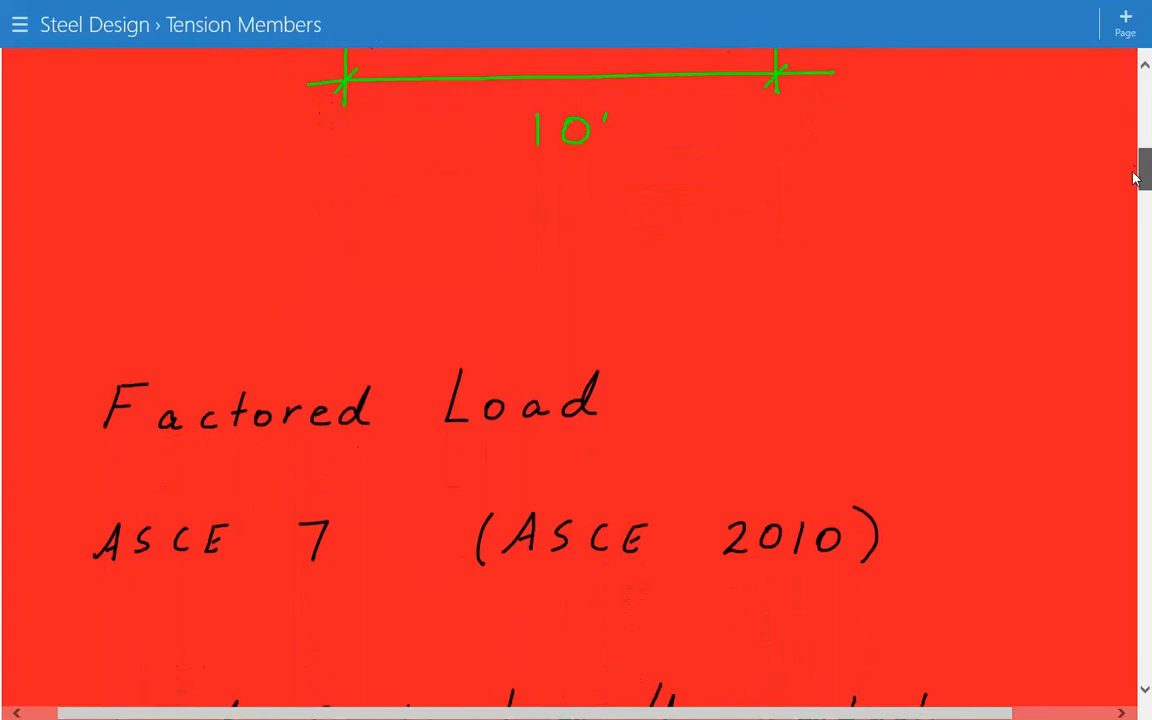 Steel Design › Tension Members
Page
10'
Factored Load
ASCE 7 (ASCE 2010)